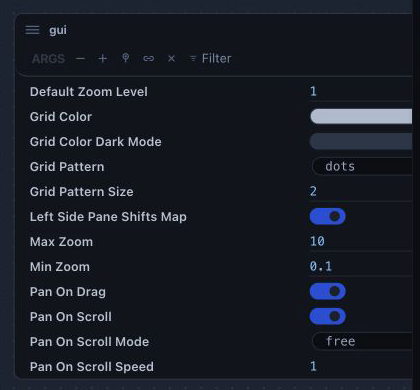 gui
ARGS Filter
Default Zoom Level 1
Grid Color
Grid Color Dark Mode
Grid Pattern dots
Grid Pattern Size 2
Left Side Pane Shifts Map
Max Zoom 10
Min Zoom 0.1
Pan On Drag
Pan On Scroll
Pan On Scroll Mode free
Pan On Scroll Speed 1